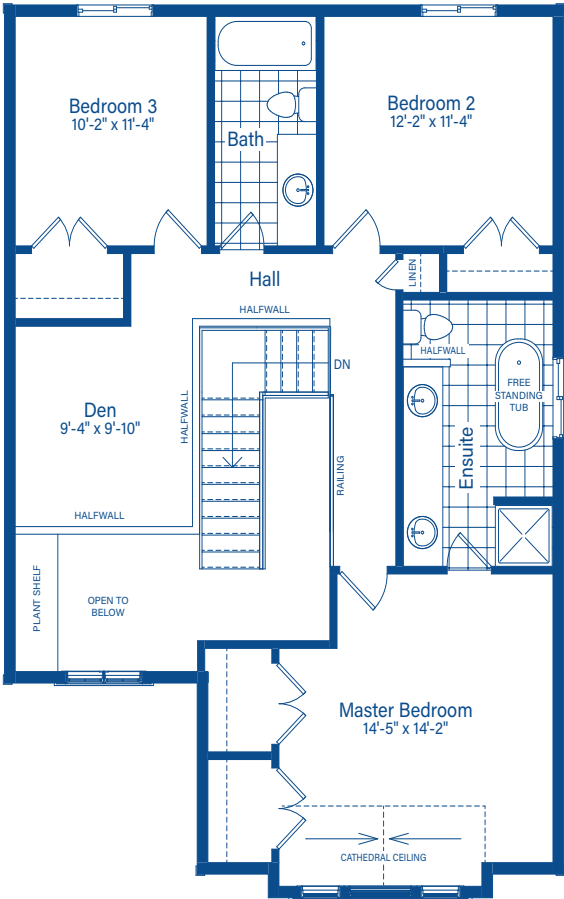 Bedroom 3
10'-2" x 11'-4"
Bath
Bedroom 2
12'-2" x 11'-4"
Hall
LINEN
HALFWALL
DN
HALFWALL
FREE
STANDING
TUB
Den
9'-4" x 9'-10"
HALFWALL
RAILING
Ensuite
HALFWALL
PLANT SHELF
OPEN TO
BELOW
Master Bedroom
14'-5" x 14'-2"
CATHEDRAL CEILING